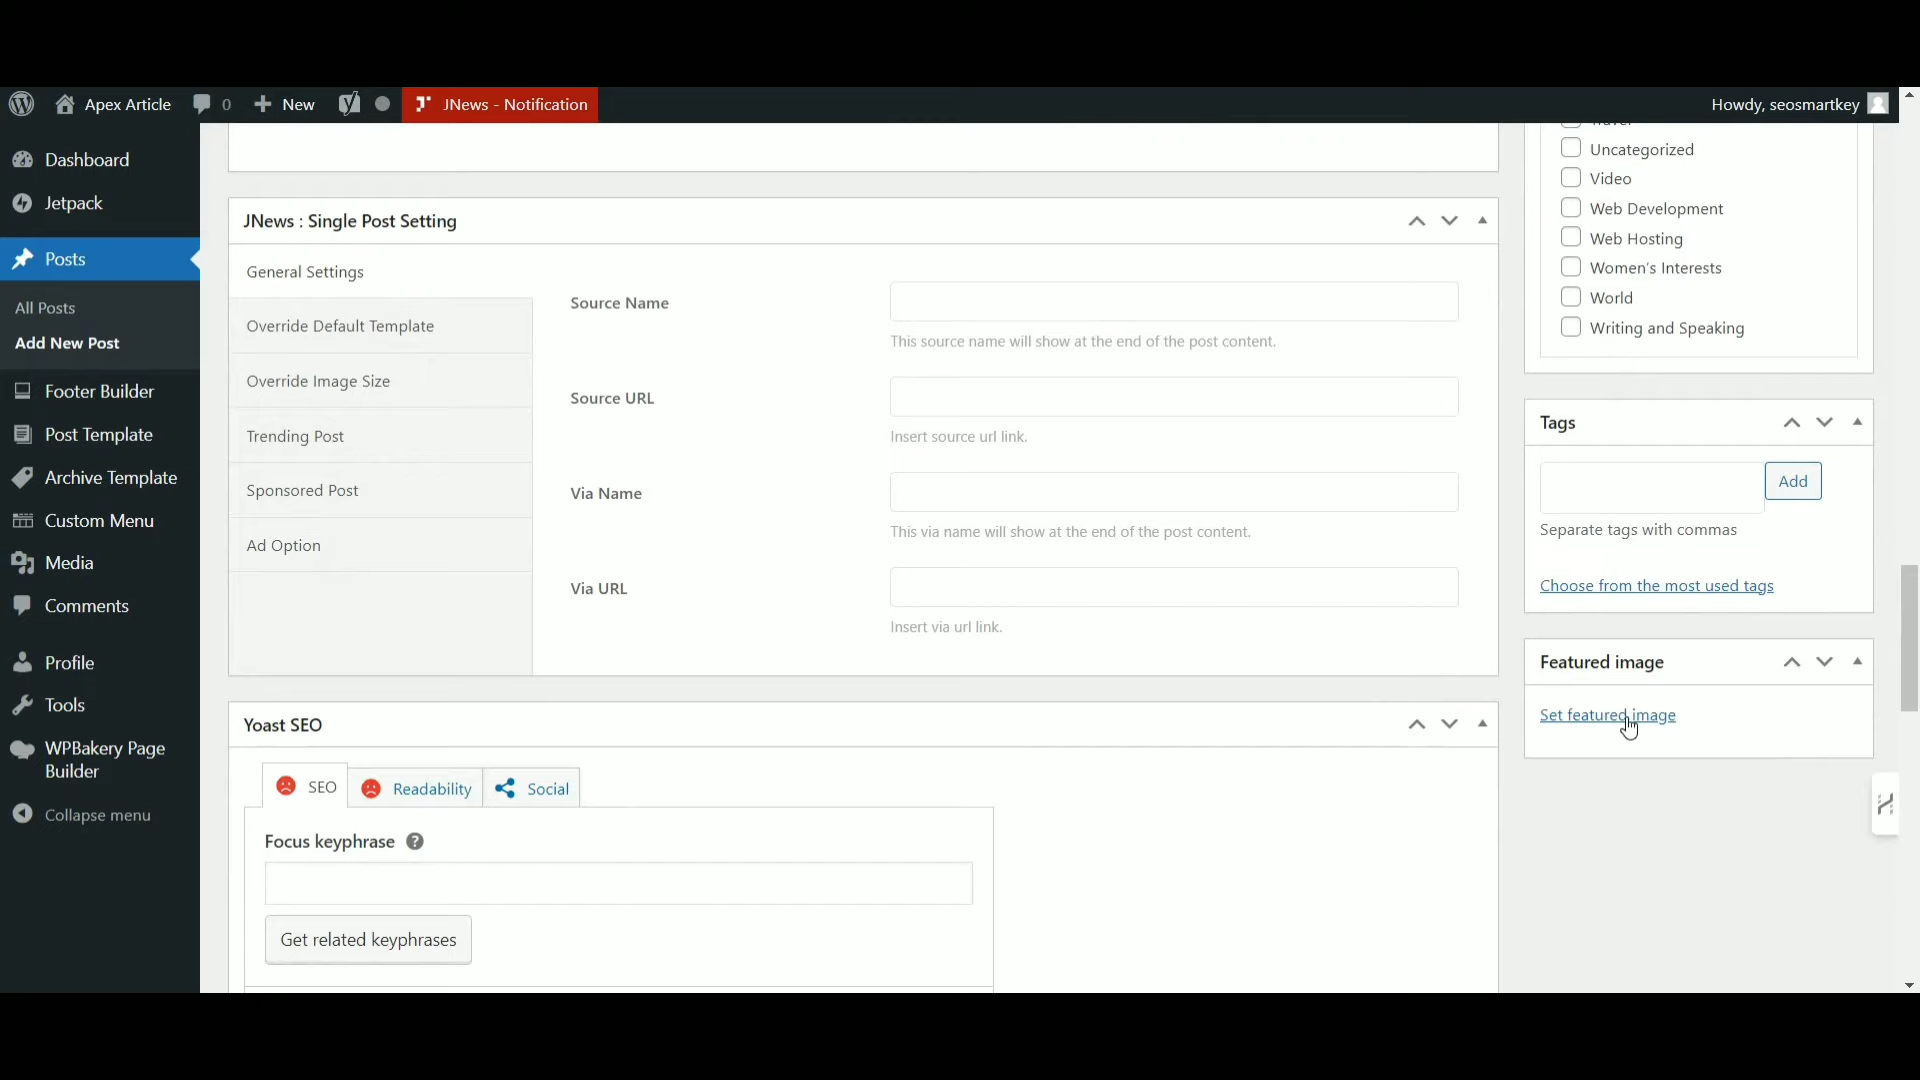 Apex Article
0
New
JNews - Notification
Howdy, seosmartkey
Dashboard
Jetpack
Posts
All Posts
Add New Post
Footer Builder
Post Template
Archive Template
Custom Menu
Media
Comments
Profile
Tools
WPBakery Page
Builder
Collapse menu
JNews : Single Post Setting
General Settings
Override Default Template
Override Image Size
Trending Post
Sponsored Post
Ad Option
Source Name
This source name will show at the end of the post content.
Source URL
Insert source url link.
Via Name
This via name will show at the end of the post content.
Via URL
Insert via url link.
Yoast SEO
SEO
Readability
Social
Focus keyphrase
Get related keyphrases
Uncategorized
Video
Web Development
Web Hosting
Women's Interests
World
Writing and Speaking
Tags
Add
Separate tags with commas
Choose from the most used tags
Featured image
Set featured image